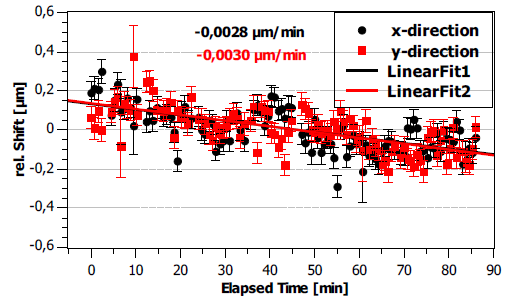 0,6
0,4
0,2
0
-0,2
-0,4
-0,6
rel. Shift [µm]
-0,0028 µm/min
-0,0030 µm/min
x-direction
y-direction
LinearFit1
LinearFit2
0 10 20 30 40 50 60 70 80 90
Elapsed Time [min]